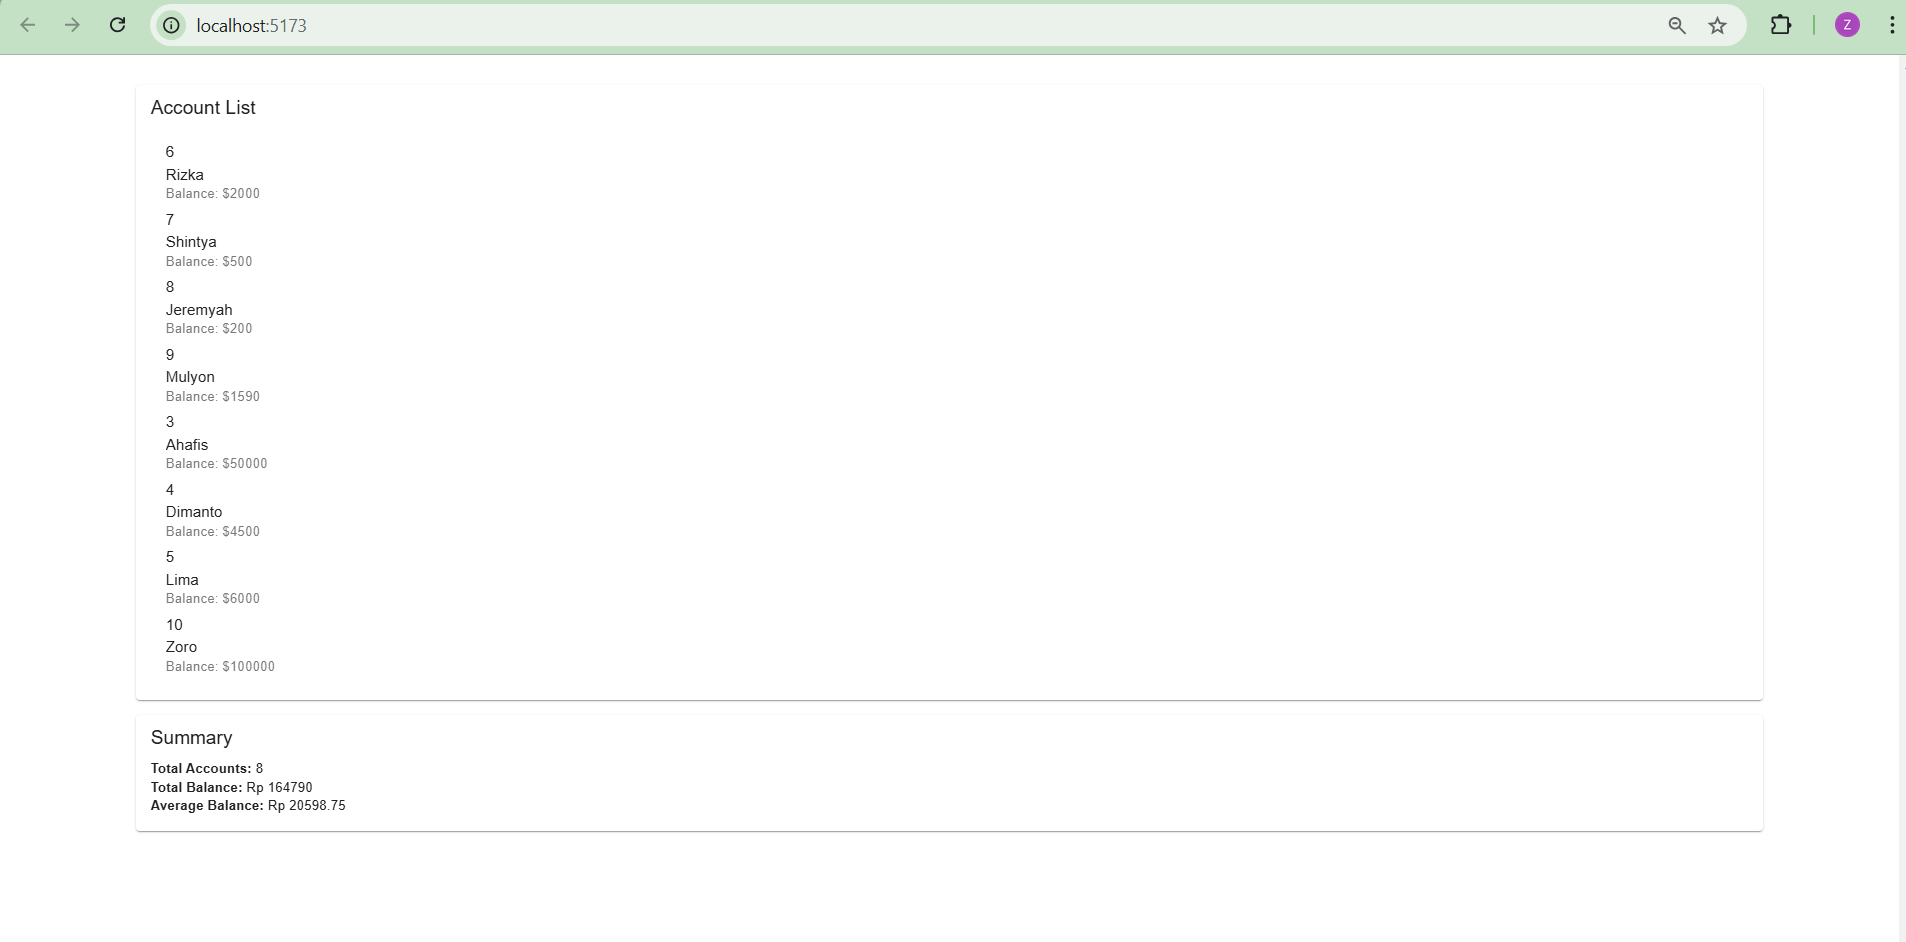 localhost:5173
Z
Account List
6
Rizka
Balance: $2000
7
Shintya
Balance: $500
8
Jeremyah
Balance: $200
9
Mulyon
Balance: $1590
3
Ahafis
Balance: $50000
4
Dimanto
Balance: $4500
5
Lima
Balance: $6000
10
Zoro
Balance: $100000
Summary
Total Accounts: 8
Total Balance: Rp 164790
Average Balance: Rp 20598.75